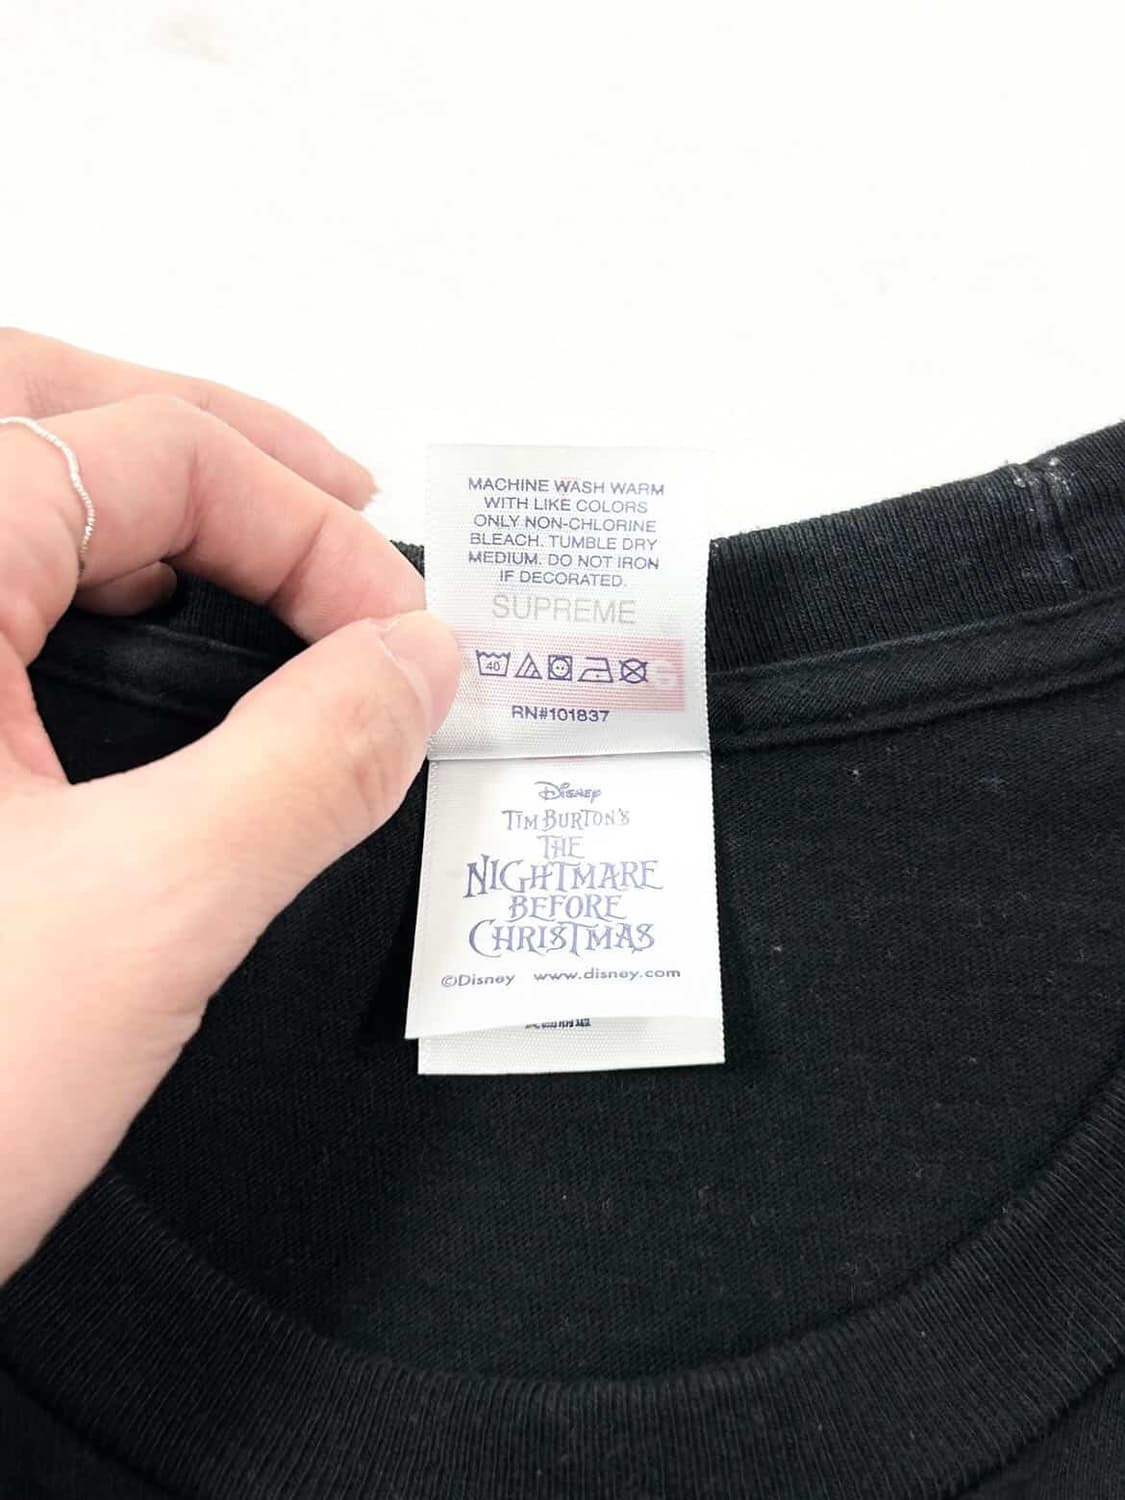 MACHINE WASH WARM
WITH LIKE COLORS
ONLY NON-CHLORINE
BLEACH. TUMBLE DRY
MEDIUM. DO NOT IRON
IF DECORATED.
SUPREME
40
RN#101837
Disney
TIM BURTON'S
THE
NIGHTMARE
BEFORE
CHRISTMAS
©Disney www.disney.com